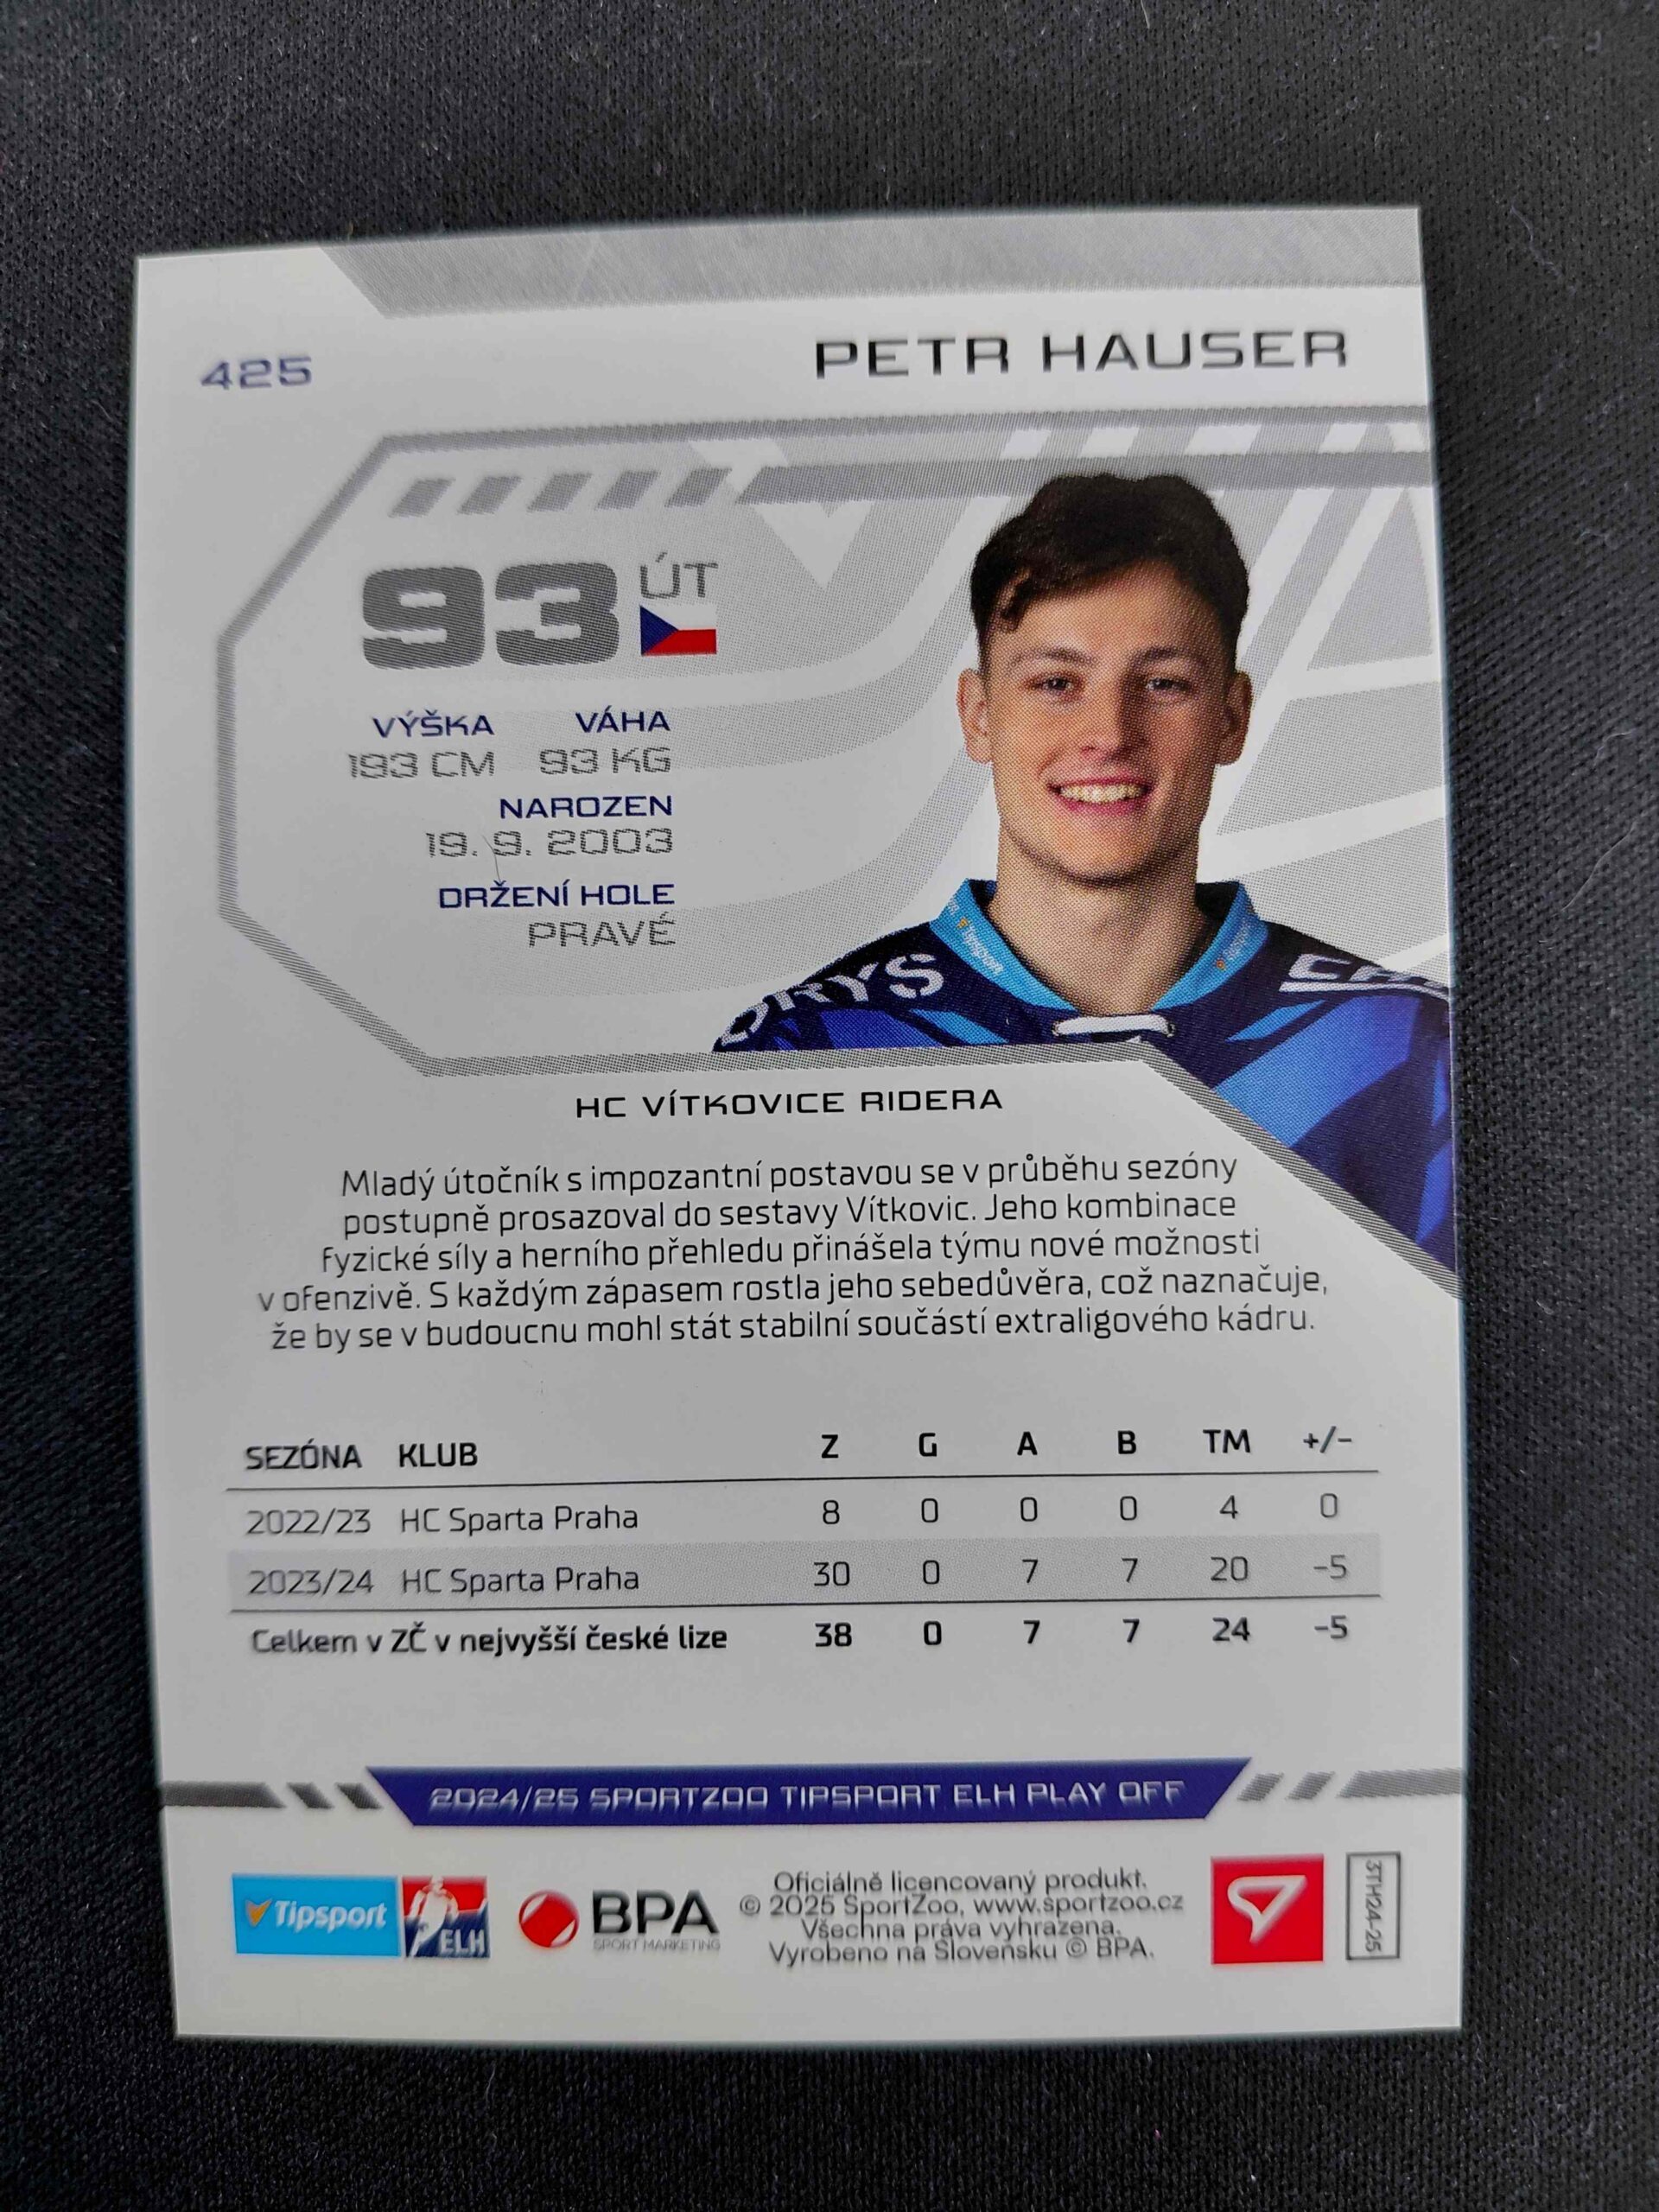 425
PETR HAUSER
93 ÚT
VÝŠKA VÁHA
193 CM 93 KG
NAROZEN
19. 9. 2003
DRŽENÍ HOLE
PRAVÉ
ORYS
Tipsport
HC VÍTKOVICE RIDERA
Mladý útočník s impozantní postavou se v průběhu sezóny
postupně prosazoval do sestavy Vítkovic. Jeho kombinace
fyzické síly a herního přehledu přinášela týmu nové možnosti
v ofenzivě. S každým zápasem rostla jeho sebedůvěra, což naznačuje,
že by se v budoucnu mohl stát stabilní součástí extraligového kádru.
SEZÓNA KLUB Z G A B TM +/-
2022/23 HC Sparta Praha 8 0 0 0 4 0
2023/24 HC Sparta Praha 30 0 7 7 20 -5
Celkem v ZČ v nejvyšší české lize 38 0 7 7 24 -5
2024/25 SPORTZOO TIPSPORT ELH PLAY OFF
Tipsport ELH
BPA
SPORT MARKETING
Oficiálně licencovaný produkt.
© 2025 SportZoo, www.sportzoo.cz
Všechna práva vyhrazena.
Vyrobeno na Slovensku © BPA.
3TH24-25